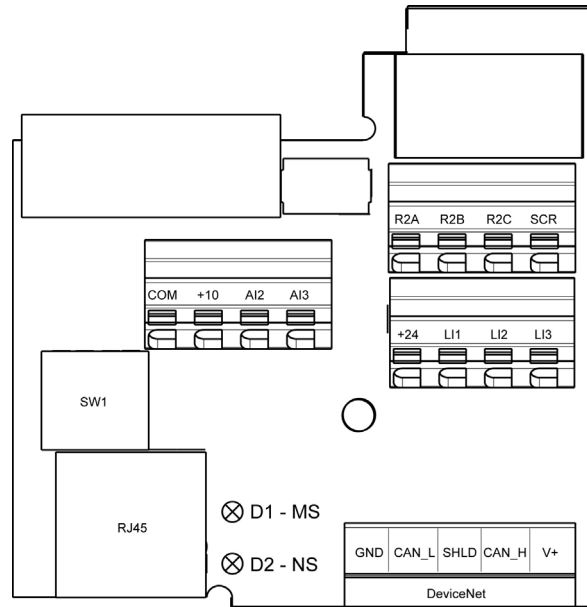 R2A R2B R2C SCR
COM +10 AI2 AI3
+24 LI1 LI2 LI3
SW1
RJ45
D1 - MS
D2 - NS
GND CAN_L SHLD CAN_H V+
DeviceNet